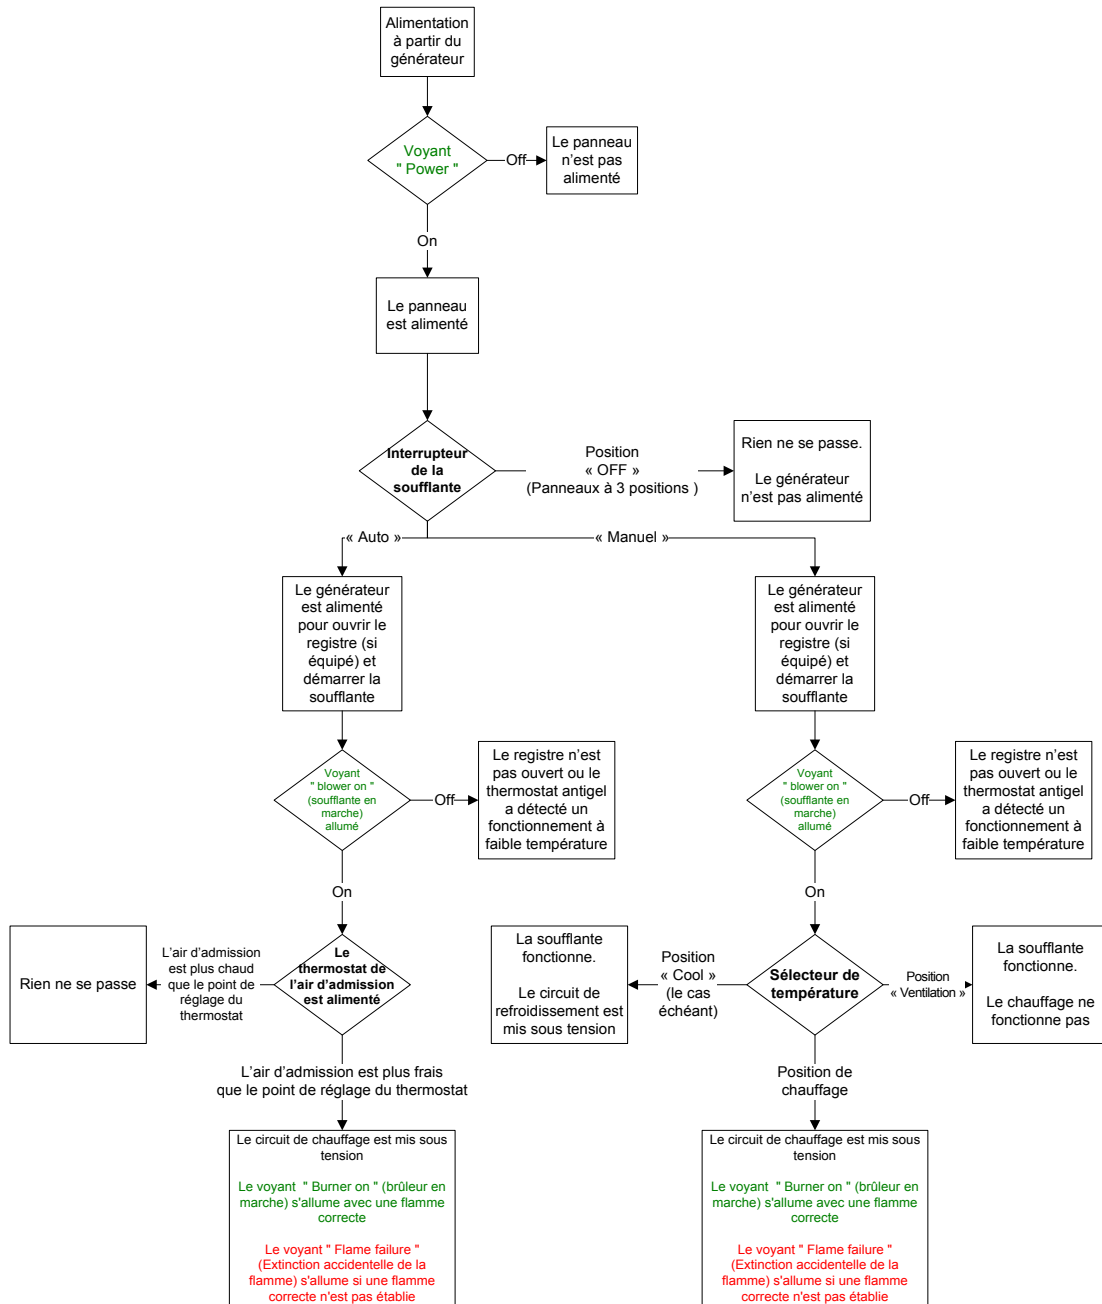 Alimentation
à partir du
générateur
Voyant
" Power "
Off
Le panneau
n'est pas
alimenté
On
Le panneau
est alimenté
Interrupteur
de la
soufflante
Position
« OFF »
(Panneaux à 3 positions )
Rien ne se passe.
Le générateur
n'est pas alimenté
« Auto »
« Manuel »
Le générateur
est alimenté
pour ouvrir le
registre (si
équipé) et
démarrer la
soufflante
Le générateur
est alimenté
pour ouvrir le
registre (si
équipé) et
démarrer la
soufflante
Voyant
" blower on "
(soufflante en
marche)
allumé
Off
Le registre n'est
pas ouvert ou le
thermostat antigel
a détecté un
fonctionnement à
faible température
Voyant
" blower on "
(soufflante en
marche)
allumé
Off
Le registre n'est
pas ouvert ou le
thermostat antigel
a détecté un
fonctionnement à
faible température
On
On
Rien ne se passe
L'air d'admission
est plus chaud
que le point de
réglage du
thermostat
Le
thermostat de
l'air d'admission
est alimenté
La soufflante
fonctionne.
Le circuit de
refroidissement est
mis sous tension
Position
« Cool »
(le cas
échéant)
Sélecteur de
température
Position
« Ventilation »
La soufflante
fonctionne.
Le chauffage ne
fonctionne pas
L'air d'admission est plus frais
que le point de réglage du thermostat
Position de
chauffage
Le circuit de chauffage est mis sous
tension
Le voyant " Burner on " (brûleur en
marche) s'allume avec une flamme
correcte
Le voyant " Flame failure "
(Extinction accidentelle de la
flamme) s'allume si une flamme
correcte n'est pas établie
Le circuit de chauffage est mis sous
tension
Le voyant " Burner on " (brûleur en
marche) s'allume avec une flamme
correcte
Le voyant " Flame failure "
(Extinction accidentelle de la
flamme) s'allume si une flamme
correcte n'est pas établie